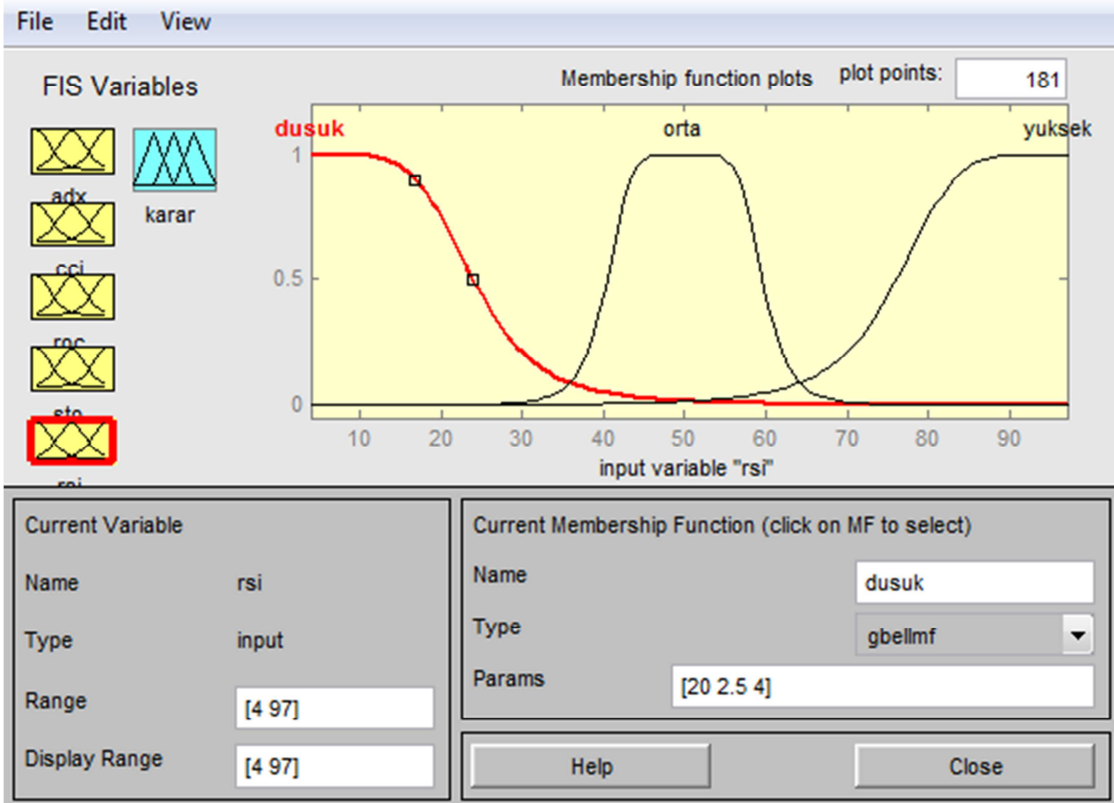 File Edit View
FIS Variables
Membership function plots plot points: 181
dusuk orta yuksek
adx
karar
cci
roc
sto
rsi
1
0.5
0
10 20 30 40 50 60 70 80 90
input variable "rsi"
Current Variable
Name rsi
Type input
Range [4 97]
Display Range [4 97]
Current Membership Function (click on MF to select)
Name dusuk
Type gbellmf
Params [20 2.5 4]
Help Close